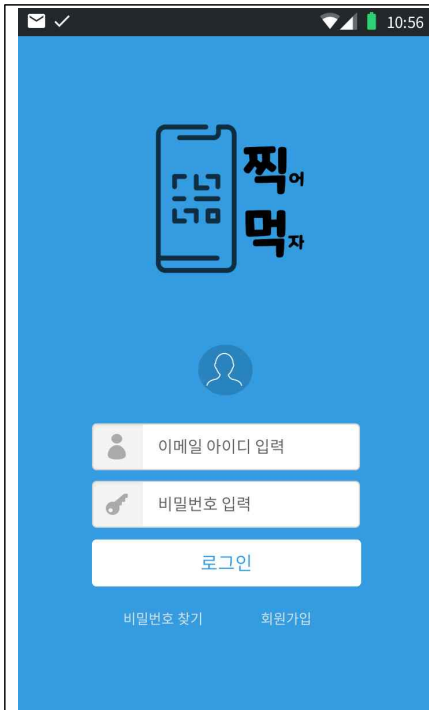 10:56
찍어
먹자
이메일 아이디 입력
비밀번호 입력
로그인
비밀번호 찾기 회원가입